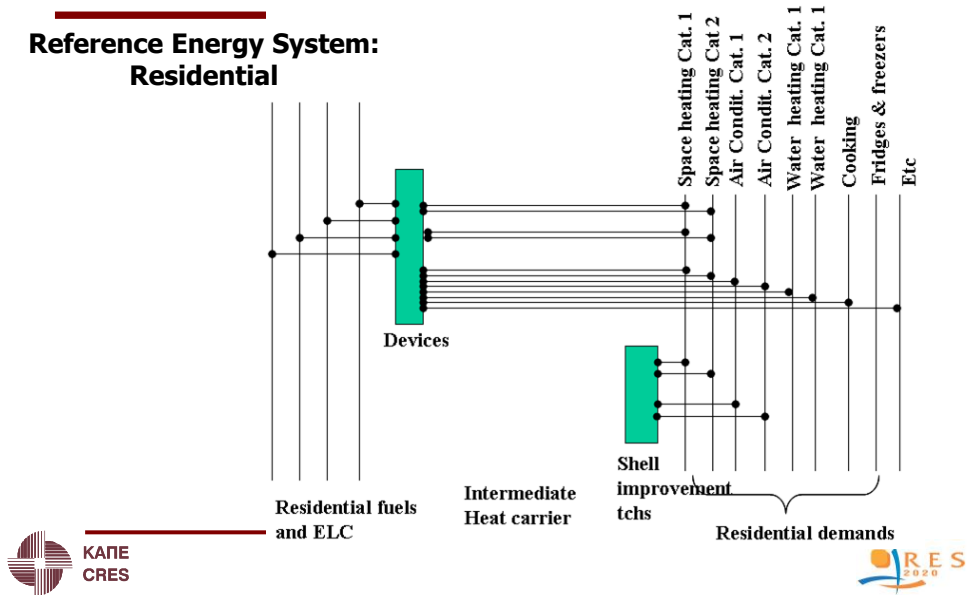 Reference Energy System:
Residential
Space heating Cat. 1
Space heating Cat 2
Air Condit. Cat. 1
Air Condit. Cat. 2
Water heating Cat. 1
Water heating Cat. 1
Cooking
Fridges & freezers
Etc
Devices
Shell
improvement
tchs
Residential fuels
and ELC
Intermediate
Heat carrier
Residential demands
ΚΑΠΕ
CRES
RES
2020